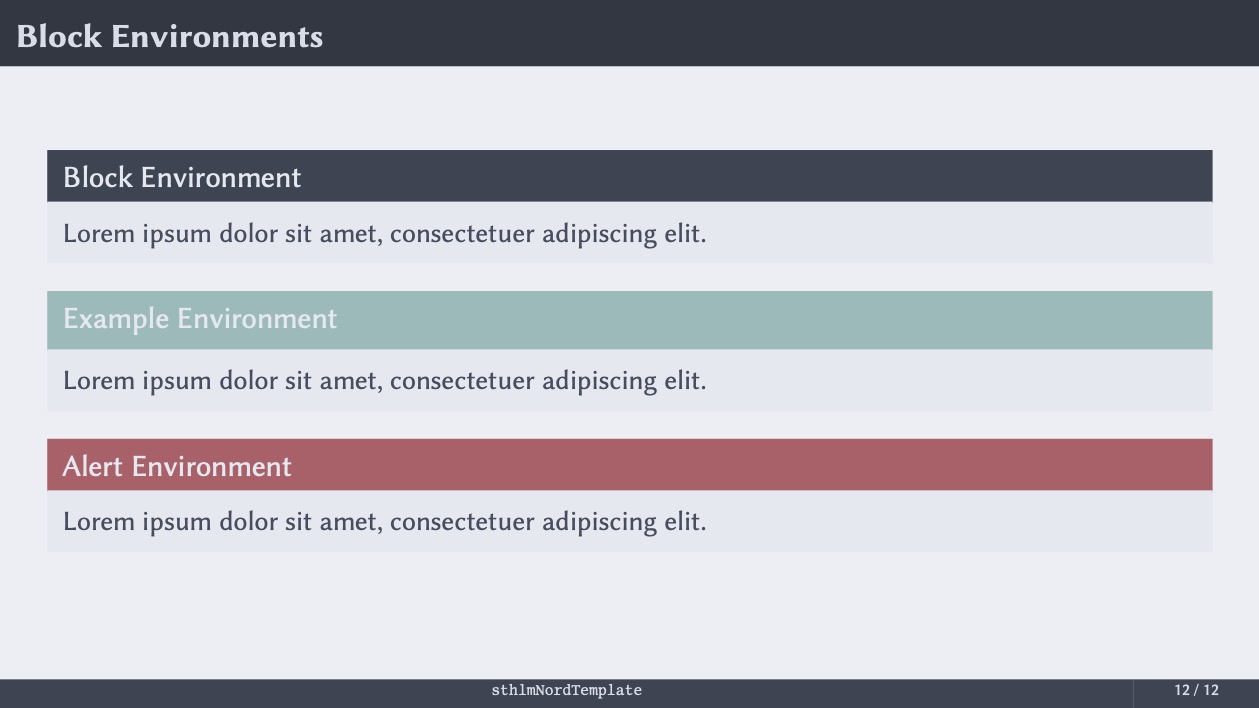 Block Environments
Block Environment
Lorem ipsum dolor sit amet, consectetuer adipiscing elit.
Example Environment
Lorem ipsum dolor sit amet, consectetuer adipiscing elit.
Alert Environment
Lorem ipsum dolor sit amet, consectetuer adipiscing elit.
sthlmNordTemplate
12 / 12